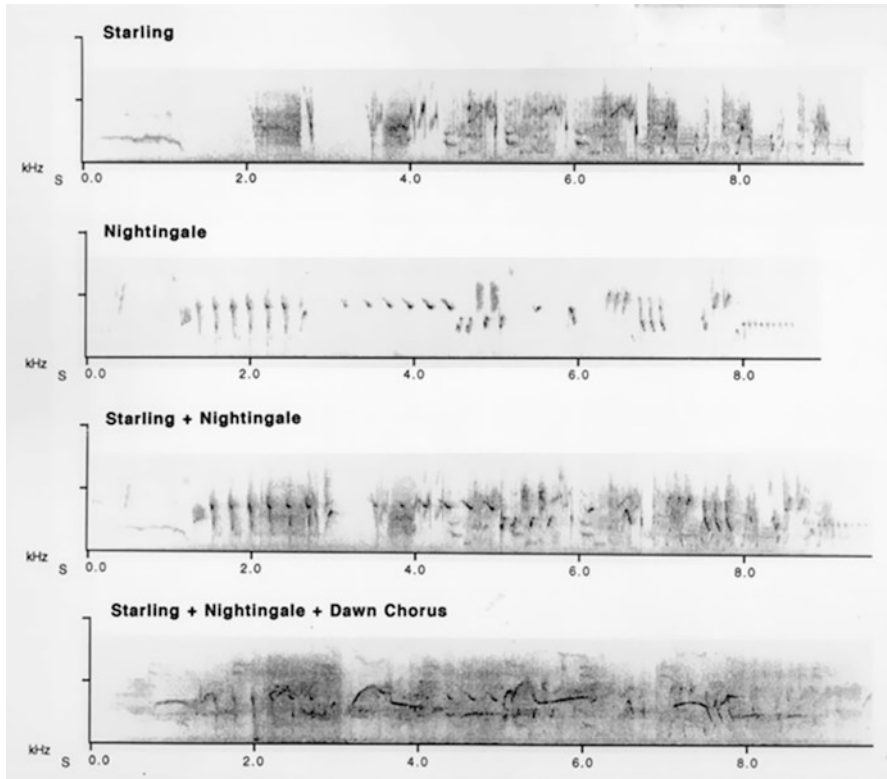 Starling
kHz
S 0.0 2.0 4.0 6.0 8.0
Nightingale
kHz
S 0.0 2.0 4.0 6.0 8.0
Starling + Nightingale
kHz
S 0.0 2.0 4.0 6.0 8.0
Starling + Nightingale + Dawn Chorus
kHz
S 0.0 2.0 4.0 6.0 8.0